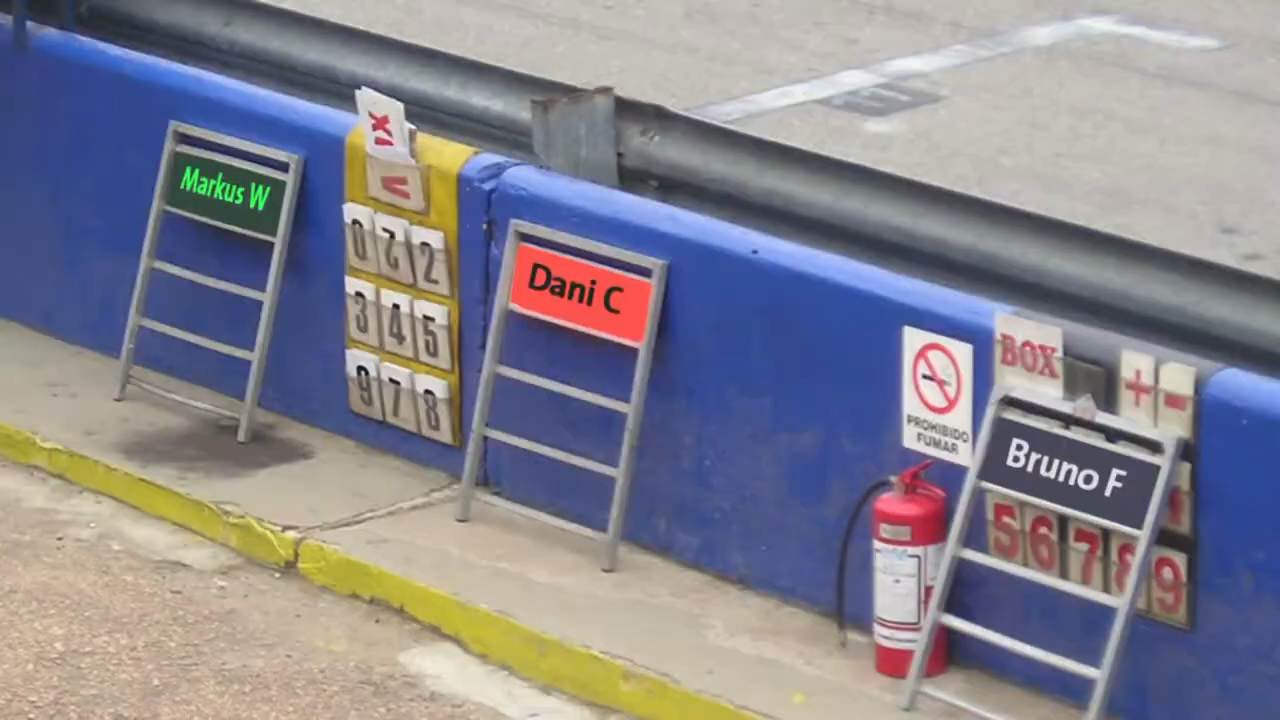 Markus W
X
V
0 2 2
3 4 5
9 7 8
Dani C
PROHIBIDO
FUMAR
BOX
+ -
Bruno F
5 6 7 8 9